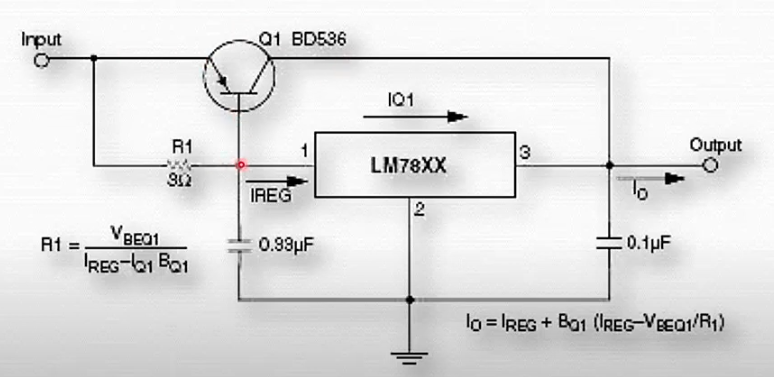 Input
Q1 BD536
IQ1
R1
3Ω
1
LM78XX
3
Output
IREG
IO
2
0.33µF
0.1µF
R1 = VBEQ1 / IREG–IQ1 BQ1
IO = IREG + BQ1 (IREG–VBEQ1/R1)